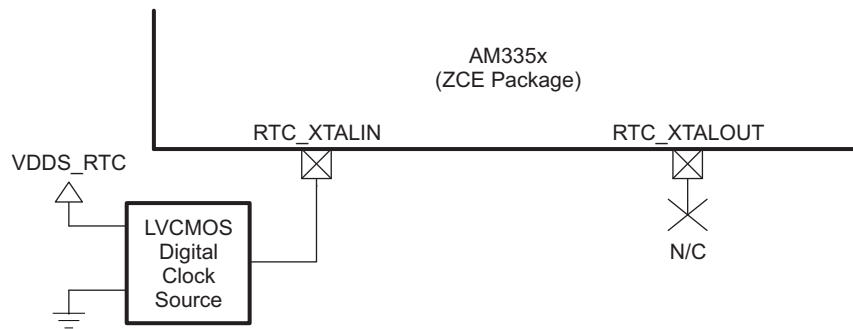 AM335x
(ZCE Package)
RTC_XTALIN
RTC_XTALOUT
VDDS_RTC
LVCMOS
Digital
Clock
Source
N/C